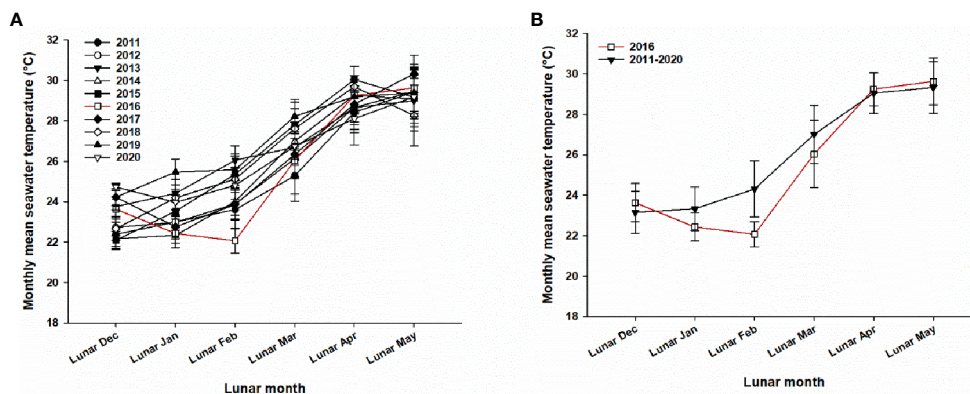 A
Monthly mean seawater temperature (°C)
32
30
28
26
24
22
20
18
2011
2012
2013
2014
2015
2016
2017
2018
2019
2020
Lunar Dec
Lunar Jan
Lunar Feb
Lunar Mar
Lunar Apr
Lunar May
Lunar month
B
Monthly mean seawater temperature (°C)
32
30
28
26
24
22
20
18
2016
2011-2020
Lunar Dec
Lunar Jan
Lunar Feb
Lunar Mar
Lunar Apr
Lunar May
Lunar month